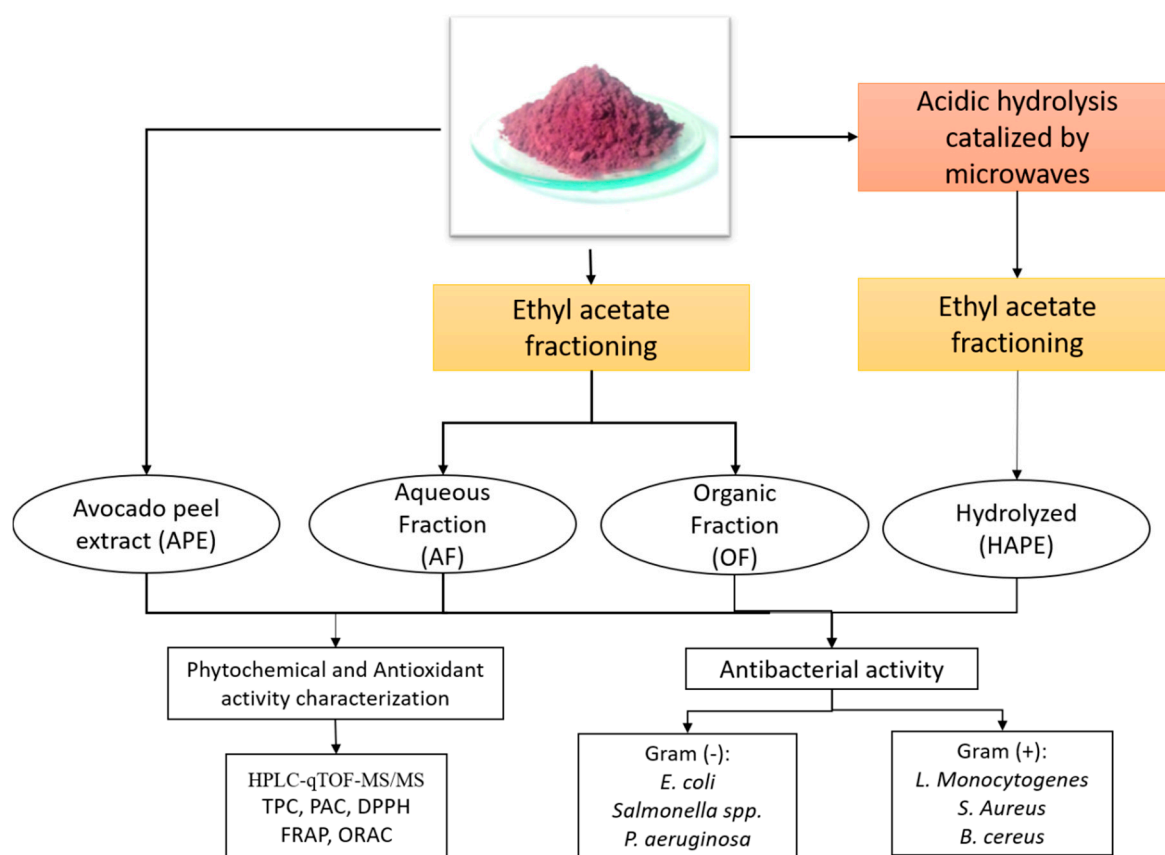 Acidic hydrolysis
catalized by
microwaves
Ethyl acetate
fractioning
Ethyl acetate
fractioning
Avocado peel
extract (APE)
Aqueous
Fraction
(AF)
Organic
Fraction
(OF)
Hydrolyzed
(HAPE)
Phytochemical and Antioxidant
activity characterization
Antibacterial activity
HPLC-qTOF-MS/MS
TPC, PAC, DPPH
FRAP, ORAC
Gram (-):
E. coli
Salmonella spp.
P. aeruginosa
Gram (+):
L. Monocytogenes
S. Aureus
B. cereus